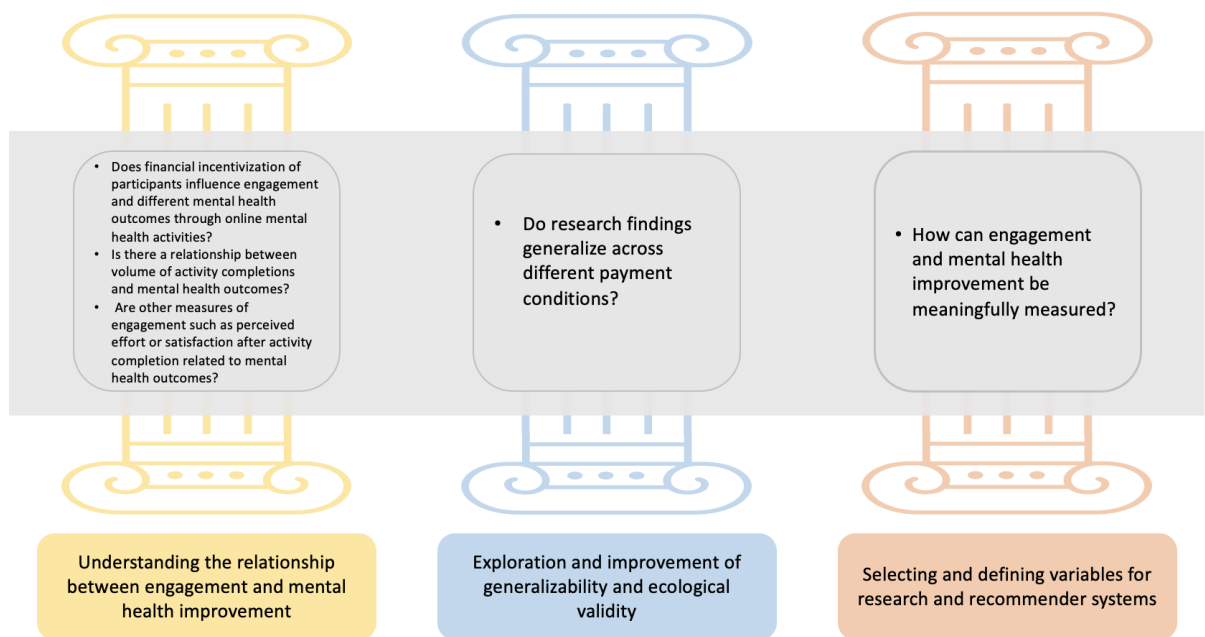 • Does financial incentivization of
participants influence engagement
and different mental health
outcomes through online mental
health activities?
• Is there a relationship between
volume of activity completions
and mental health outcomes?
• Are other measures of
engagement such as perceived
effort or satisfaction after activity
completion related to mental
health outcomes?
• Do research findings
generalize across
different payment
conditions?
• How can engagement
and mental health
improvement be
meaningfully measured?
Understanding the relationship
between engagement and mental
health improvement
Exploration and improvement of
generalizability and ecological
validity
Selecting and defining variables for
research and recommender systems